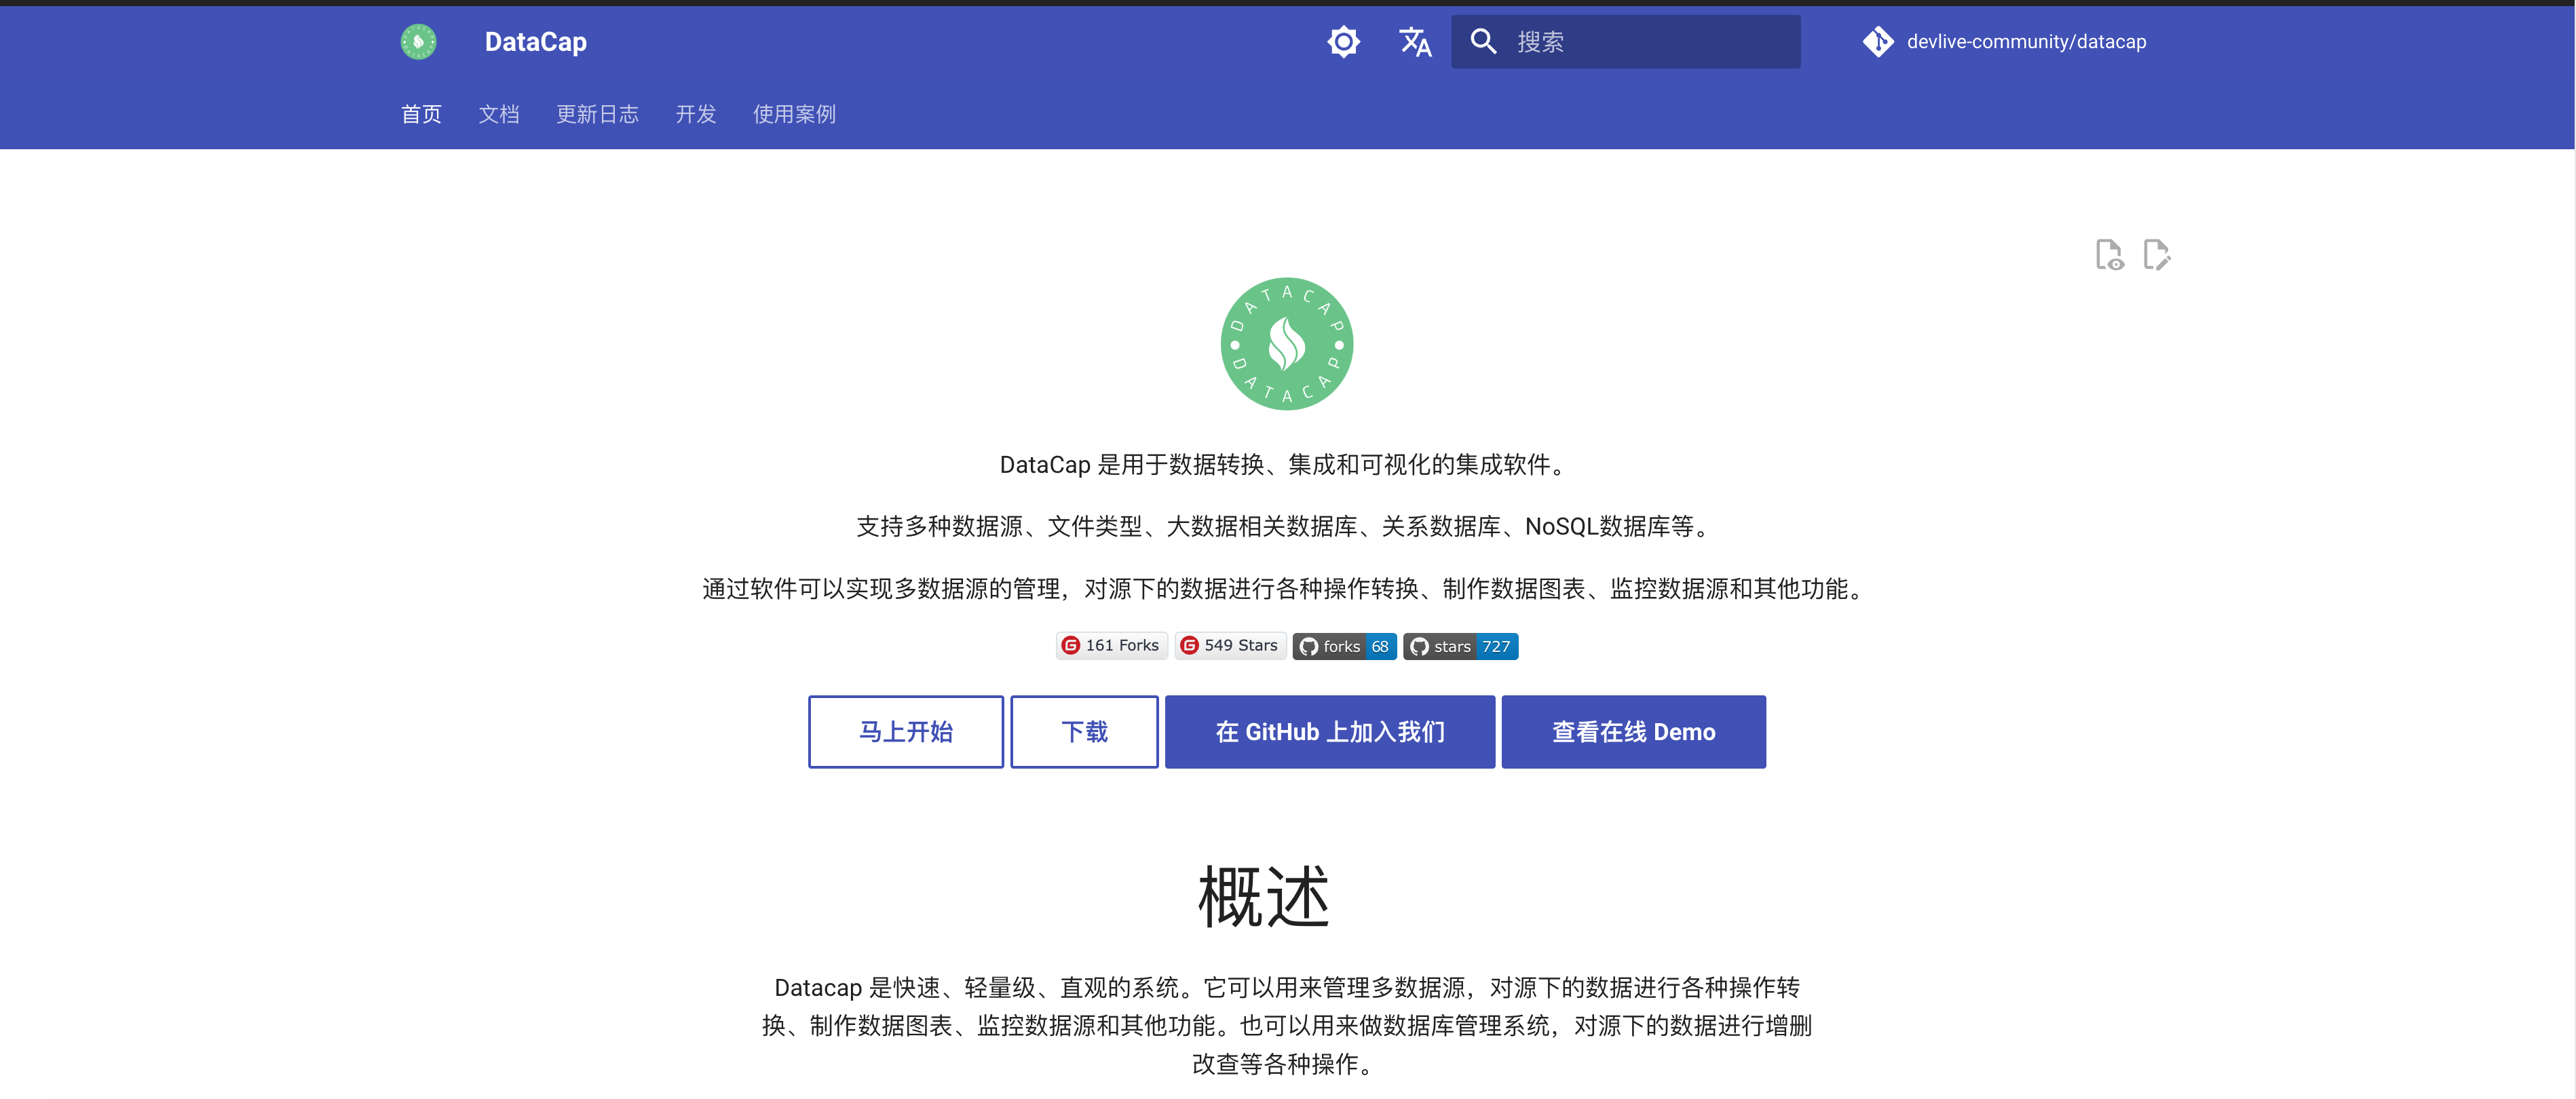 DataCap
搜索
devlive-community/datacap
首页 文档 更新日志 开发 使用案例
DATACAP
DATACAP
DataCap 是用于数据转换、集成和可视化的集成软件。
支持多种数据源、文件类型、大数据相关数据库、关系数据库、NoSQL数据库等。
通过软件可以实现多数据源的管理，对源下的数据进行各种操作转换、制作数据图表、监控数据源和其他功能。
161 Forks 549 Stars forks 68 stars 727
马上开始 下载 在 GitHub 上加入我们 查看在线 Demo
概述
Datacap 是快速、轻量级、直观的系统。它可以用来管理多数据源，对源下的数据进行各种操作转
换、制作数据图表、监控数据源和其他功能。也可以用来做数据库管理系统，对源下的数据进行增删
改查等各种操作。